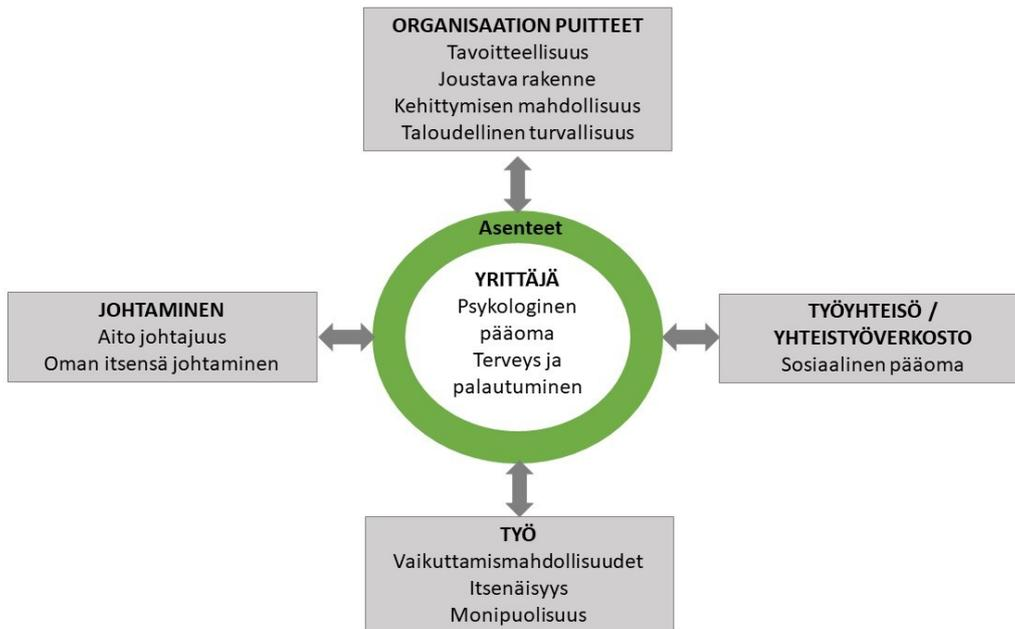 ORGANISAATION PUITTEET
Tavoitteellisuus
Joustava rakenne
Kehittymisen mahdollisuus
Taloudellinen turvallisuus
Asenteet
YRITTÄJÄ
Psykologinen
pääoma
Terveys ja
palautuminen
JOHTAMINEN
Aito johtajuus
Oman itsensä johtaminen
TYÖYHTEISÖ /
YHTEISTYÖVERKOSTO
Sosiaalinen pääoma
TYÖ
Vaikuttamismahdollisuudet
Itsenäisyys
Monipuolisuus